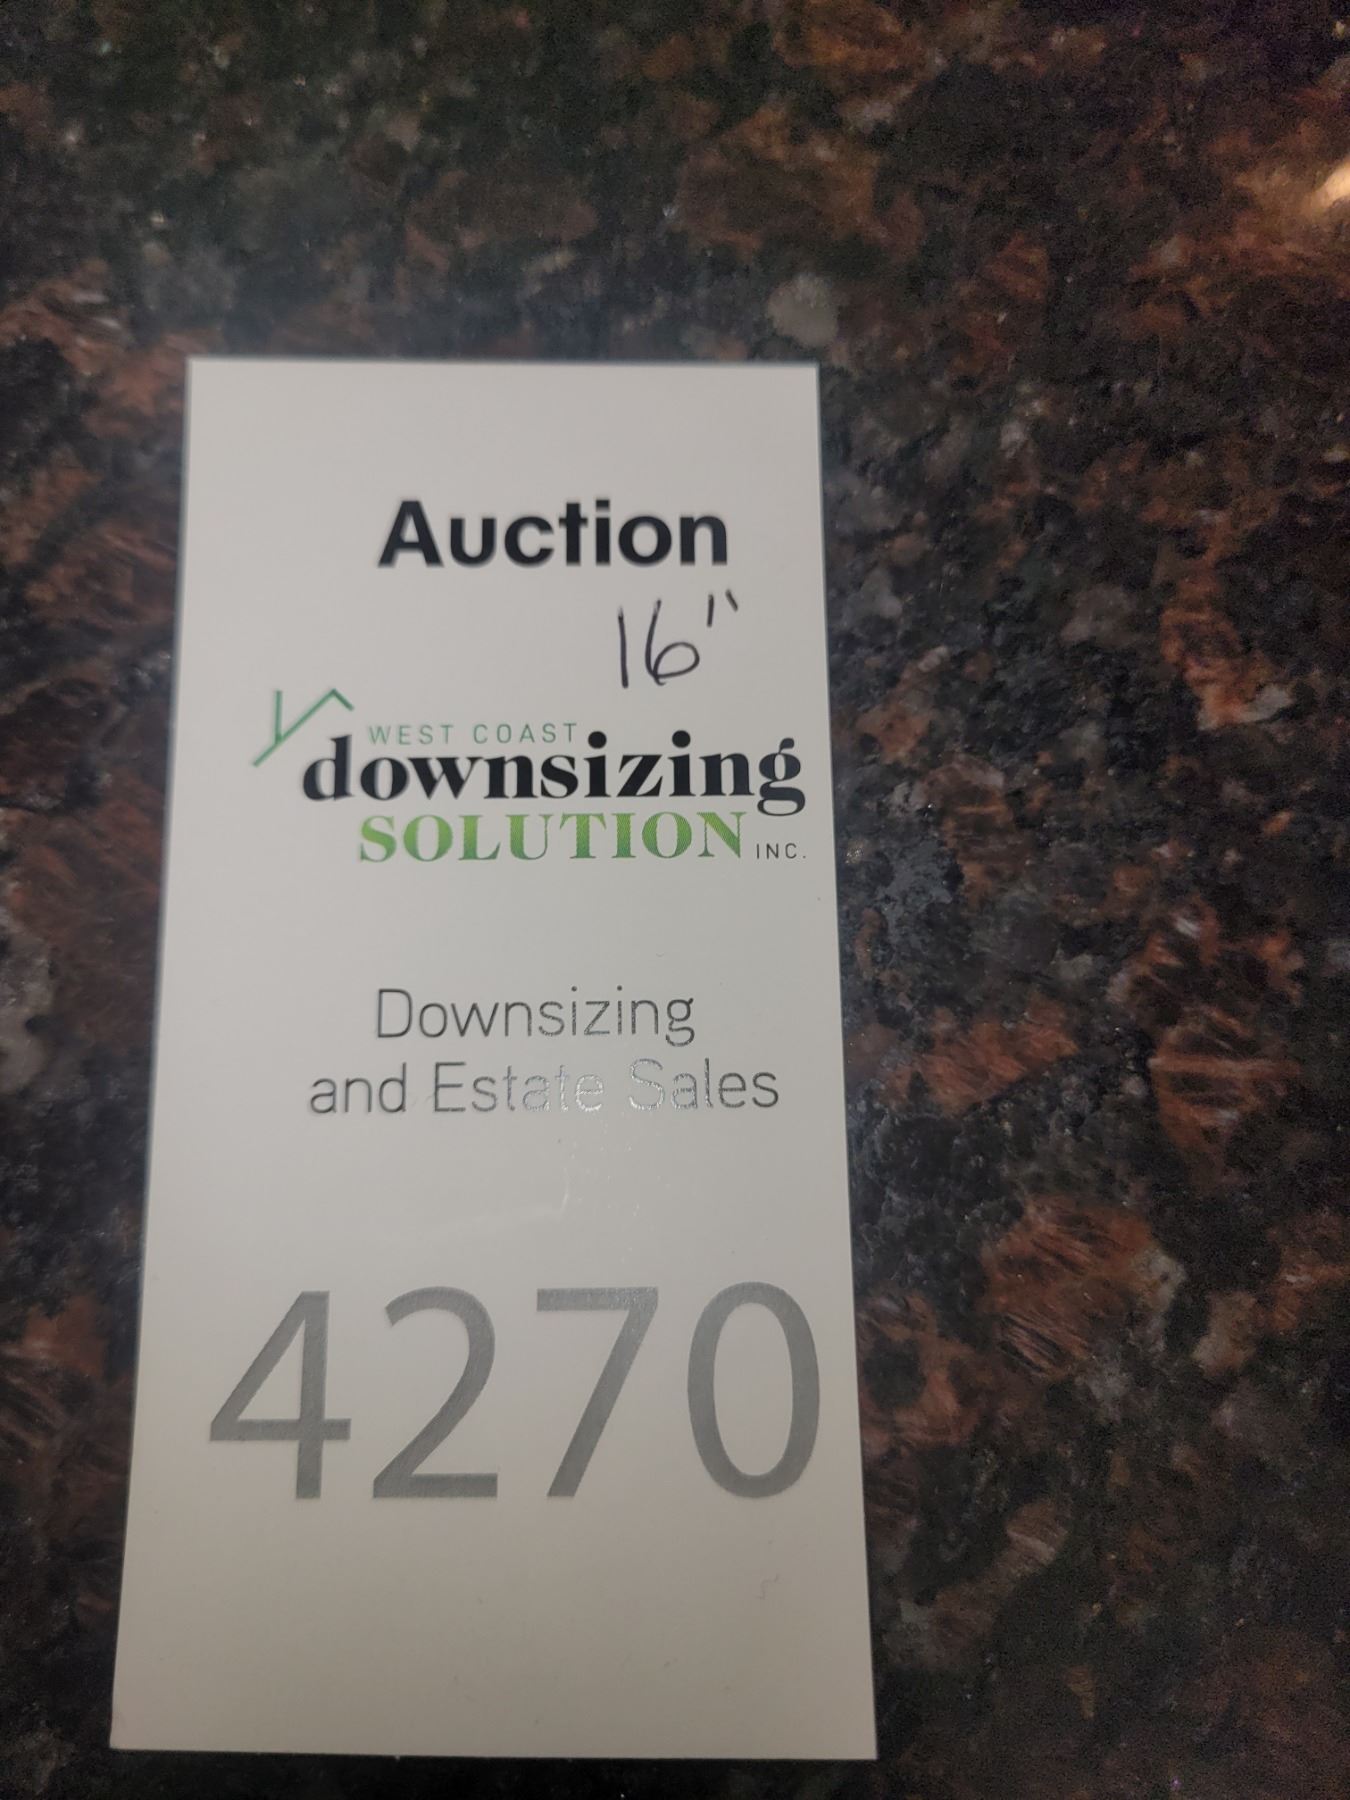 Auction
16"
WEST COAST
downsizing
SOLUTION INC.
Downsizing
and Estate Sales
4270